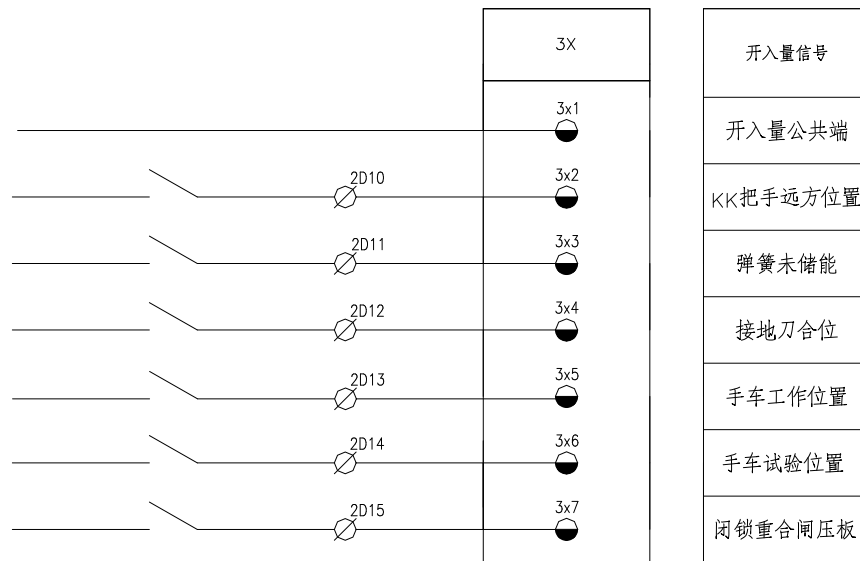 3X
开入量信号
3x1
开入量公共端
2D10
3x2
KK把手远方位置
2D11
3x3
弹簧未储能
2D12
3x4
接地刀合位
2D13
3x5
手车工作位置
2D14
3x6
手车试验位置
2D15
3x7
闭锁重合闸压板